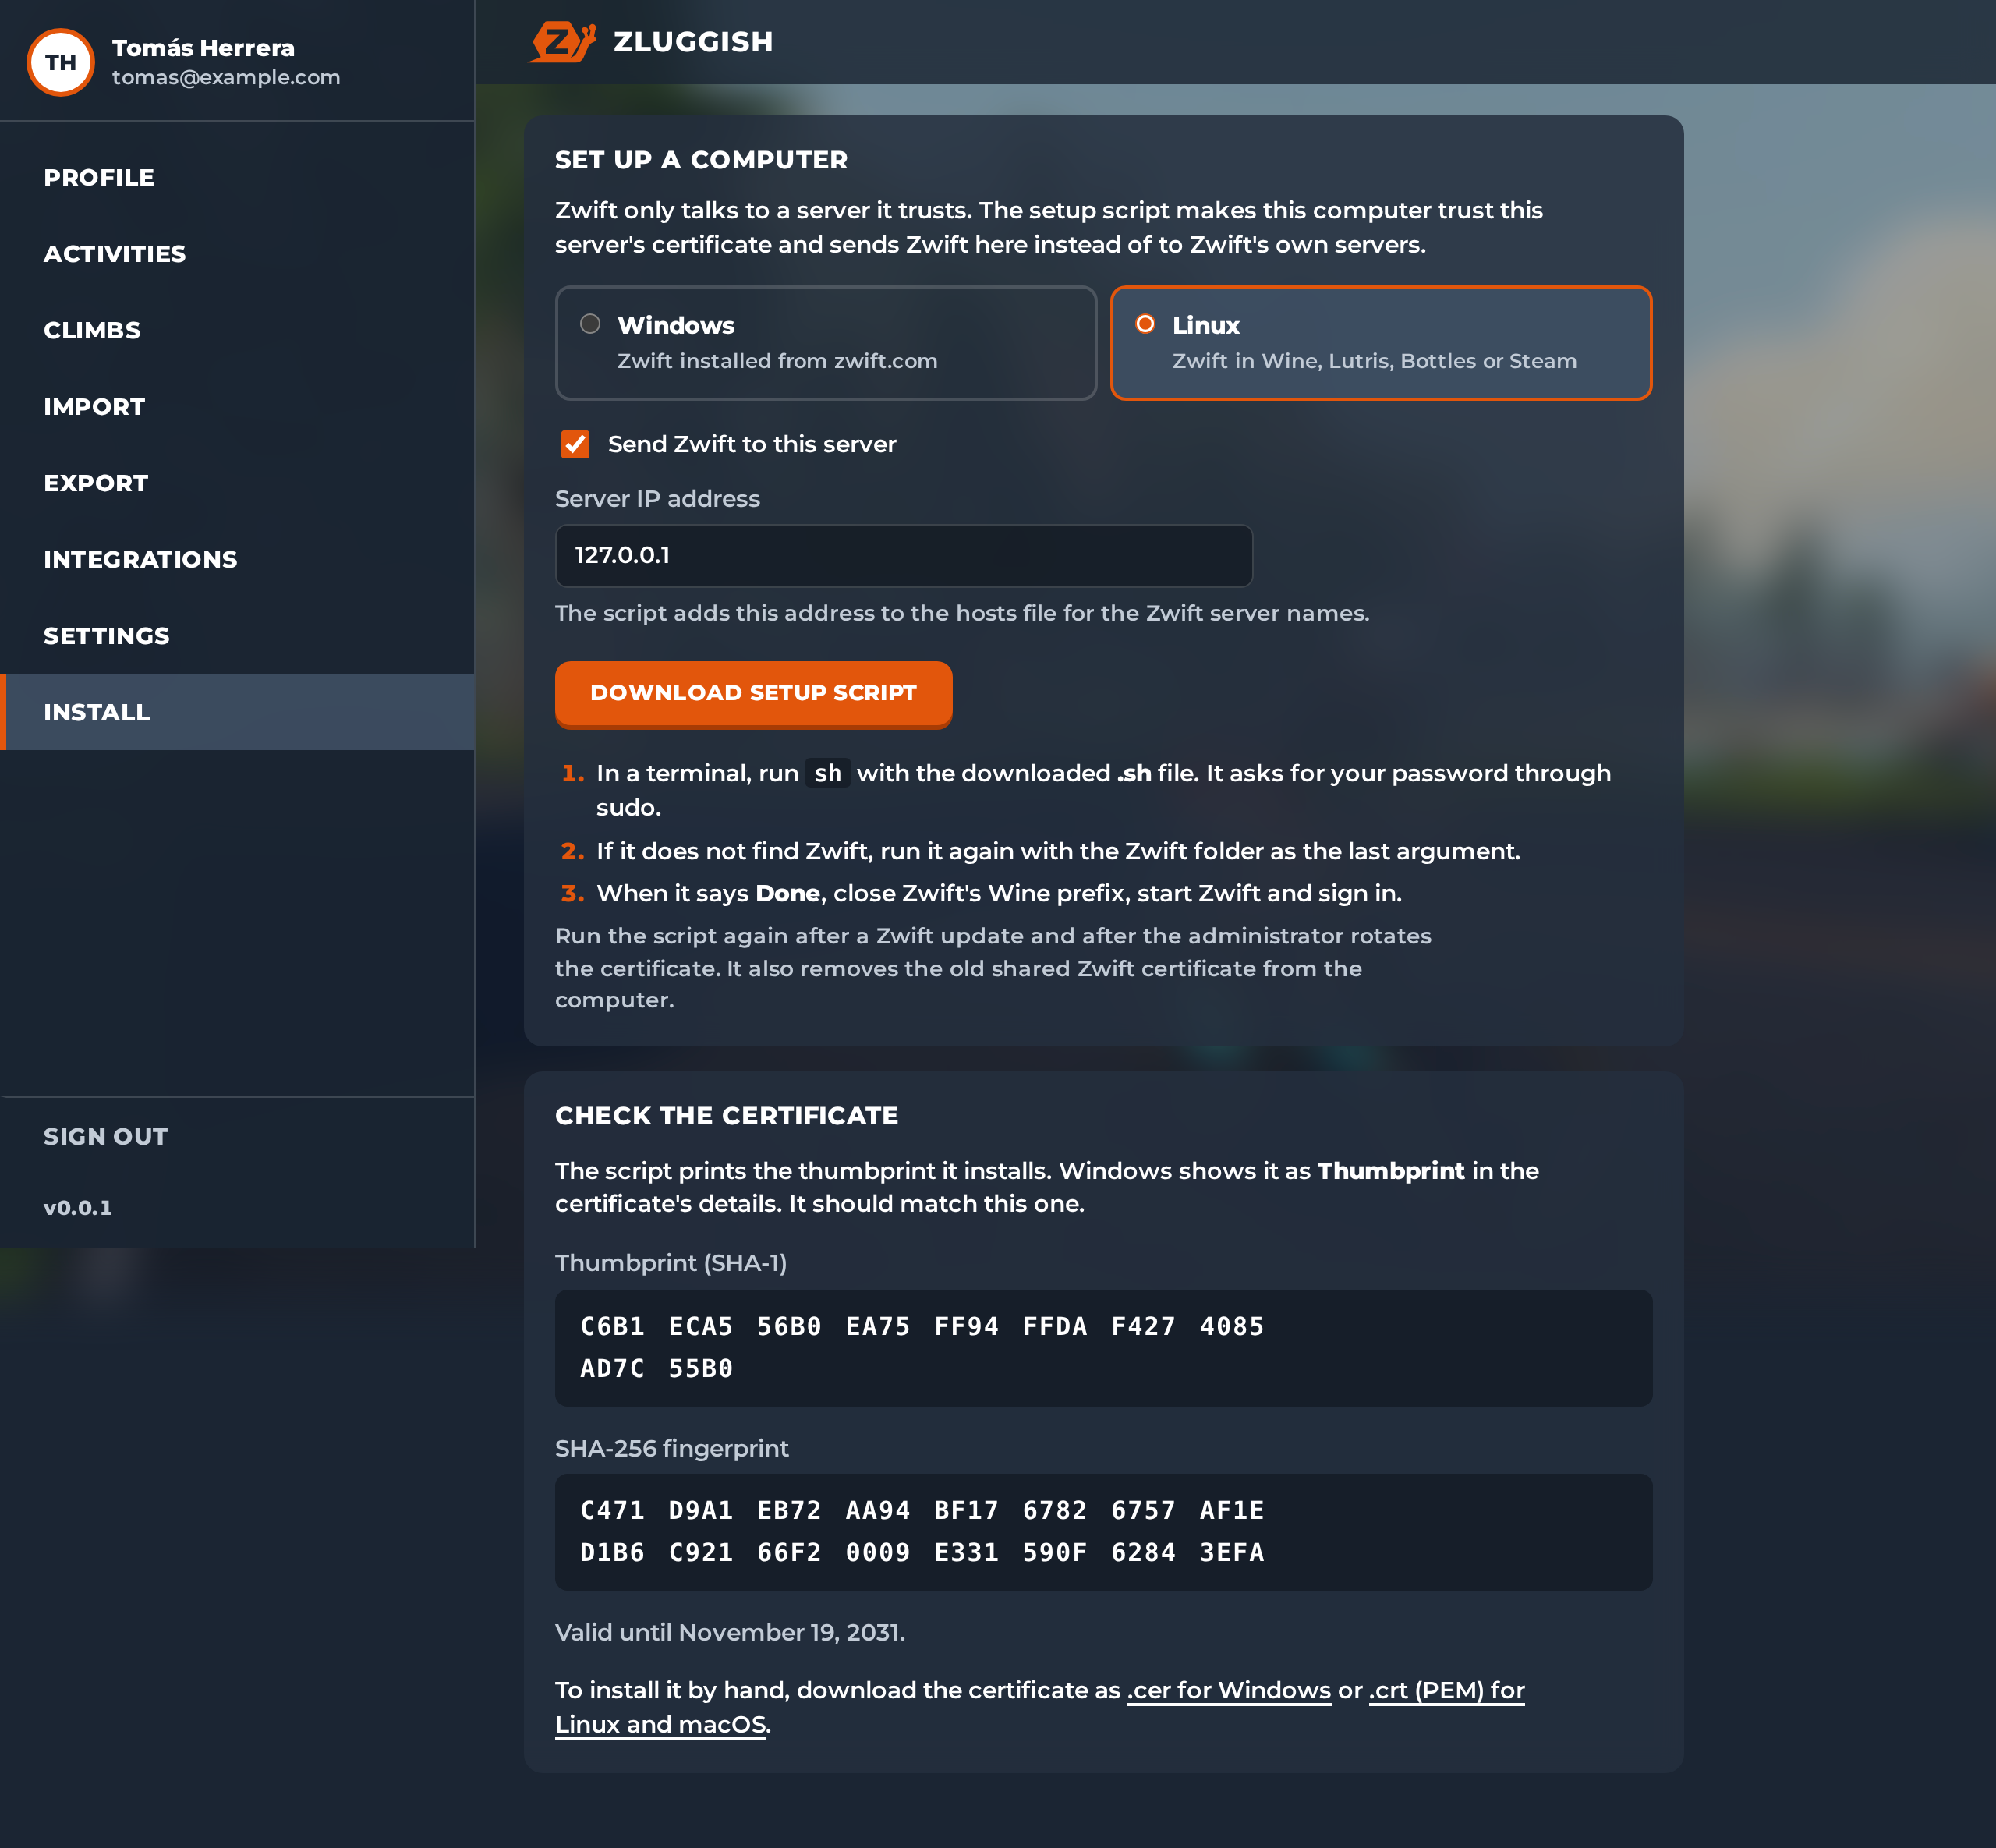 TH
Tomás Herrera
tomas@example.com
PROFILE
ACTIVITIES
CLIMBS
IMPORT
EXPORT
INTEGRATIONS
SETTINGS
INSTALL
SIGN OUT
v0.0.1
Z
ZLUGGISH
SET UP A COMPUTER
Zwift only talks to a server it trusts. The setup script makes this computer trust this
server's certificate and sends Zwift here instead of to Zwift's own servers.
Windows
Zwift installed from zwift.com
Linux
Zwift in Wine, Lutris, Bottles or Steam
Send Zwift to this server
Server IP address
127.0.0.1
The script adds this address to the hosts file for the Zwift server names.
DOWNLOAD SETUP SCRIPT
1. In a terminal, run sh with the downloaded .sh file. It asks for your password through
sudo.
2. If it does not find Zwift, run it again with the Zwift folder as the last argument.
3. When it says Done, close Zwift's Wine prefix, start Zwift and sign in.
Run the script again after a Zwift update and after the administrator rotates
the certificate. It also removes the old shared Zwift certificate from the
computer.
CHECK THE CERTIFICATE
The script prints the thumbprint it installs. Windows shows it as Thumbprint in the
certificate's details. It should match this one.
Thumbprint (SHA-1)
C6B1 ECA5 56B0 EA75 FF94 FFDA F427 4085
AD7C 55B0
SHA-256 fingerprint
C471 D9A1 EB72 AA94 BF17 6782 6757 AF1E
D1B6 C921 66F2 0009 E331 590F 6284 3EFA
Valid until November 19, 2031.
To install it by hand, download the certificate as .cer for Windows or .crt (PEM) for
Linux and macOS.